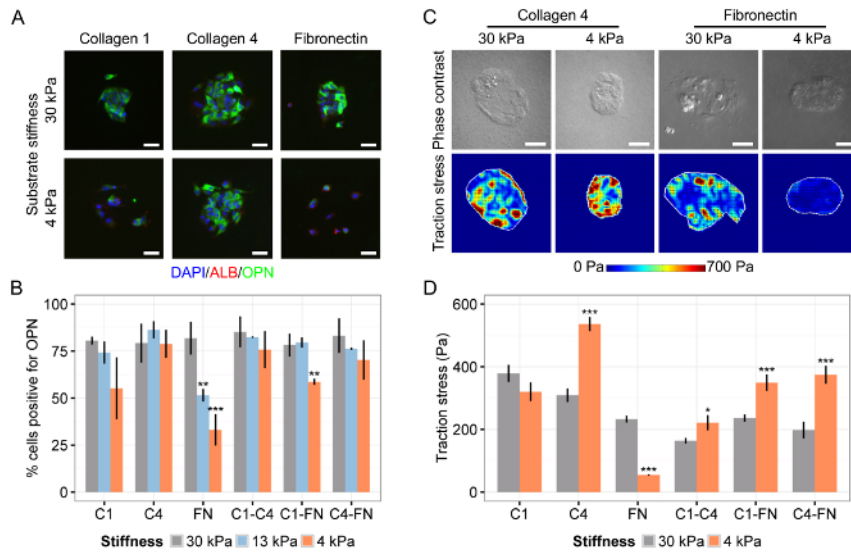 A
Collagen 1 Collagen 4 Fibronectin
Substrate stiffness
30 kPa
4 kPa
DAPI/ALB/OPN
B
% cells positive for OPN
100
75
50
25
0
** *** **
C1 C4 FN C1-C4 C1-FN C4-FN
Stiffness 30 kPa 13 kPa 4 kPa
C
Collagen 4 Fibronectin
30 kPa 4 kPa 30 kPa 4 kPa
Phase contrast
Traction stress
0 Pa 700 Pa
D
Traction stress (Pa)
600
400
200
0
*** *** * *** ***
C1 C4 FN C1-C4 C1-FN C4-FN
Stiffness 30 kPa 4 kPa